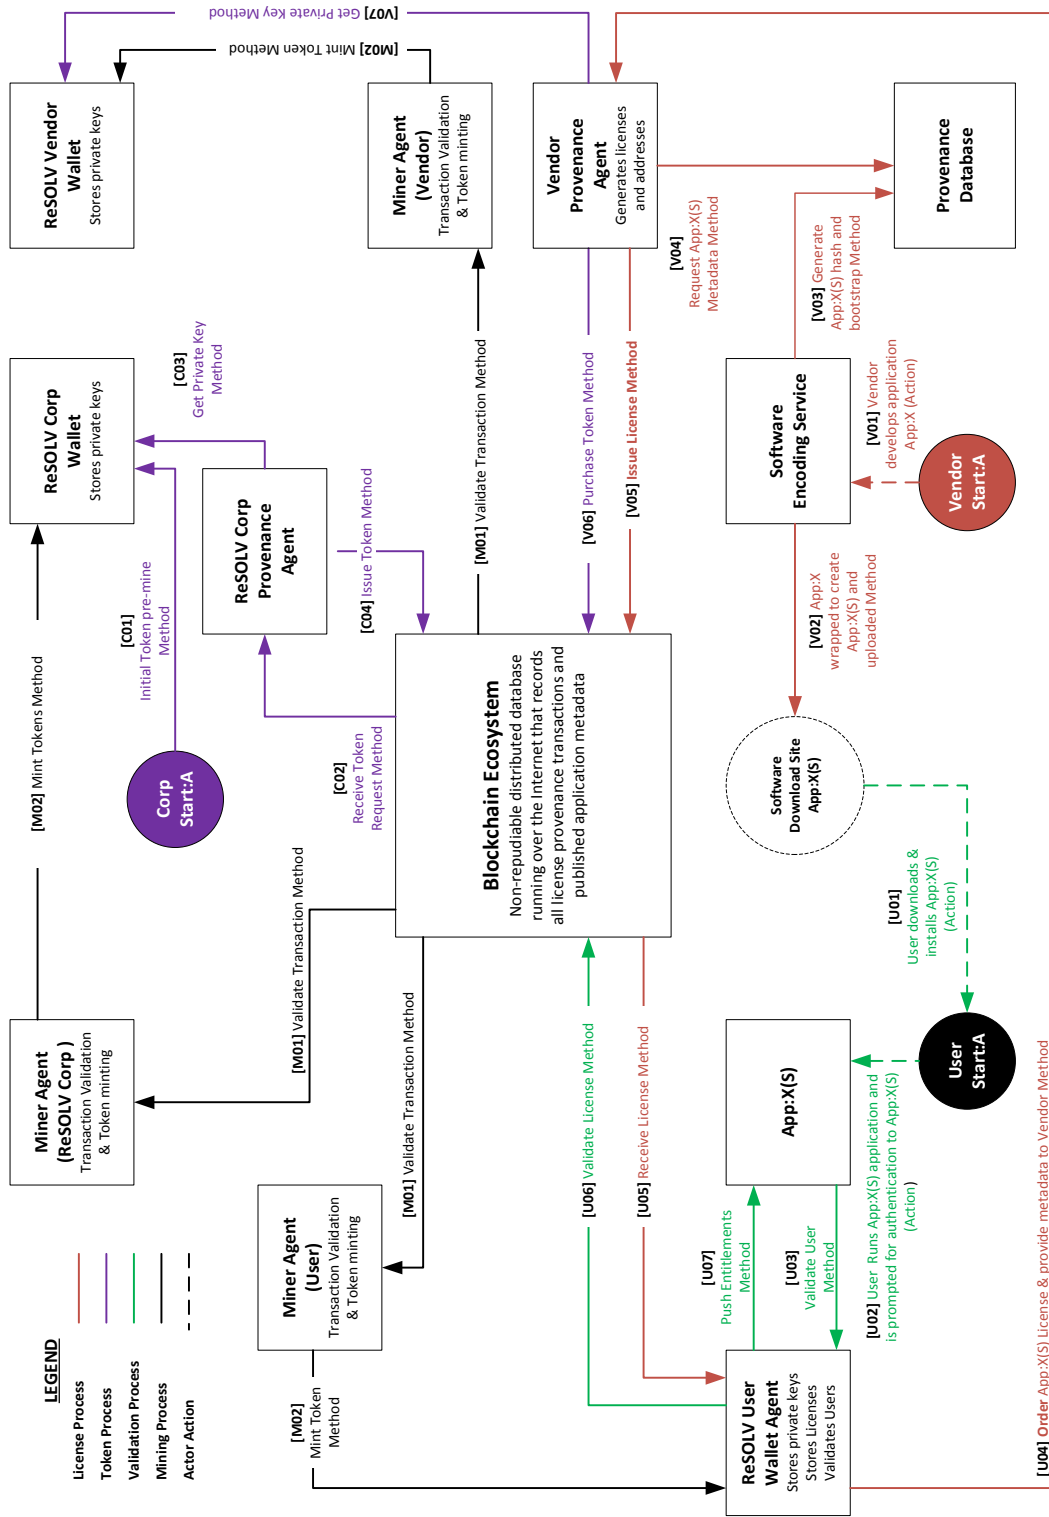 LEGEND
License Process
Token Process
Validation Process
Mining Process
Actor Action
Miner Agent
(ReSOLV Corp )
Transaction Validation
& Token minting
[M02] Mint Tokens Method
ReSOLV Corp
Wallet
Stores private keys
ReSOLV Vendor
Wallet
Stores private keys
[V07] Get Private Key Method
[M02] Mint Token Method
Corp
Start:A
[C01]
Initial Token pre-mine
Method
[C03]
Get Private Key
Method
ReSOLV Corp
Provenance
Agent
[C02]
Receive Token
Request Method
[C04] Issue Token Method
[M01] Validate Transaction Method
Miner Agent
(User)
Transaction Validation
& Token minting
[M02]
Mint Token
Method
[M01] Validate Transaction Method
Miner Agent
(Vendor)
Transaction Validation
& Token minting
[M01] Validate Transaction Method
Blockchain Ecosystem
Non-repudiable distributed database
running over the Internet that records
all license provenance transactions and
published application metadata
Vendor
Provenance
Agent
Generates licenses
and addresses
[V06] Purchase Token Method
[V05] Issue License Method
[V04]
Request App:X(S)
Metadata Method
[U06] Validate License Method
[U05] Receive License Method
ReSOLV User
Wallet Agent
Stores private keys
Stores Licenses
Validates Users
[U07]
Push Entitlements
Method
[U03]
Validate User
Method
App:X(S)
Software
Download Site
App:X(S)
[V02] App:X
wrapped to create
App:X(S) and
uploaded Method
Software
Encoding Service
[V03] Generate
App:X(S) hash and
bootstrap Method
Provenance
Database
[V01] Vendor
develops application
App:X (Action)
Vendor
Start:A
[U01]
User downloads &
installs App:X(S)
(Action)
User
Start:A
[U02] User Runs App:X(S) application and
is prompted for authentication to App:X(S)
(Action)
[U04] Order App:X(S) License & provide metadata to Vendor Method